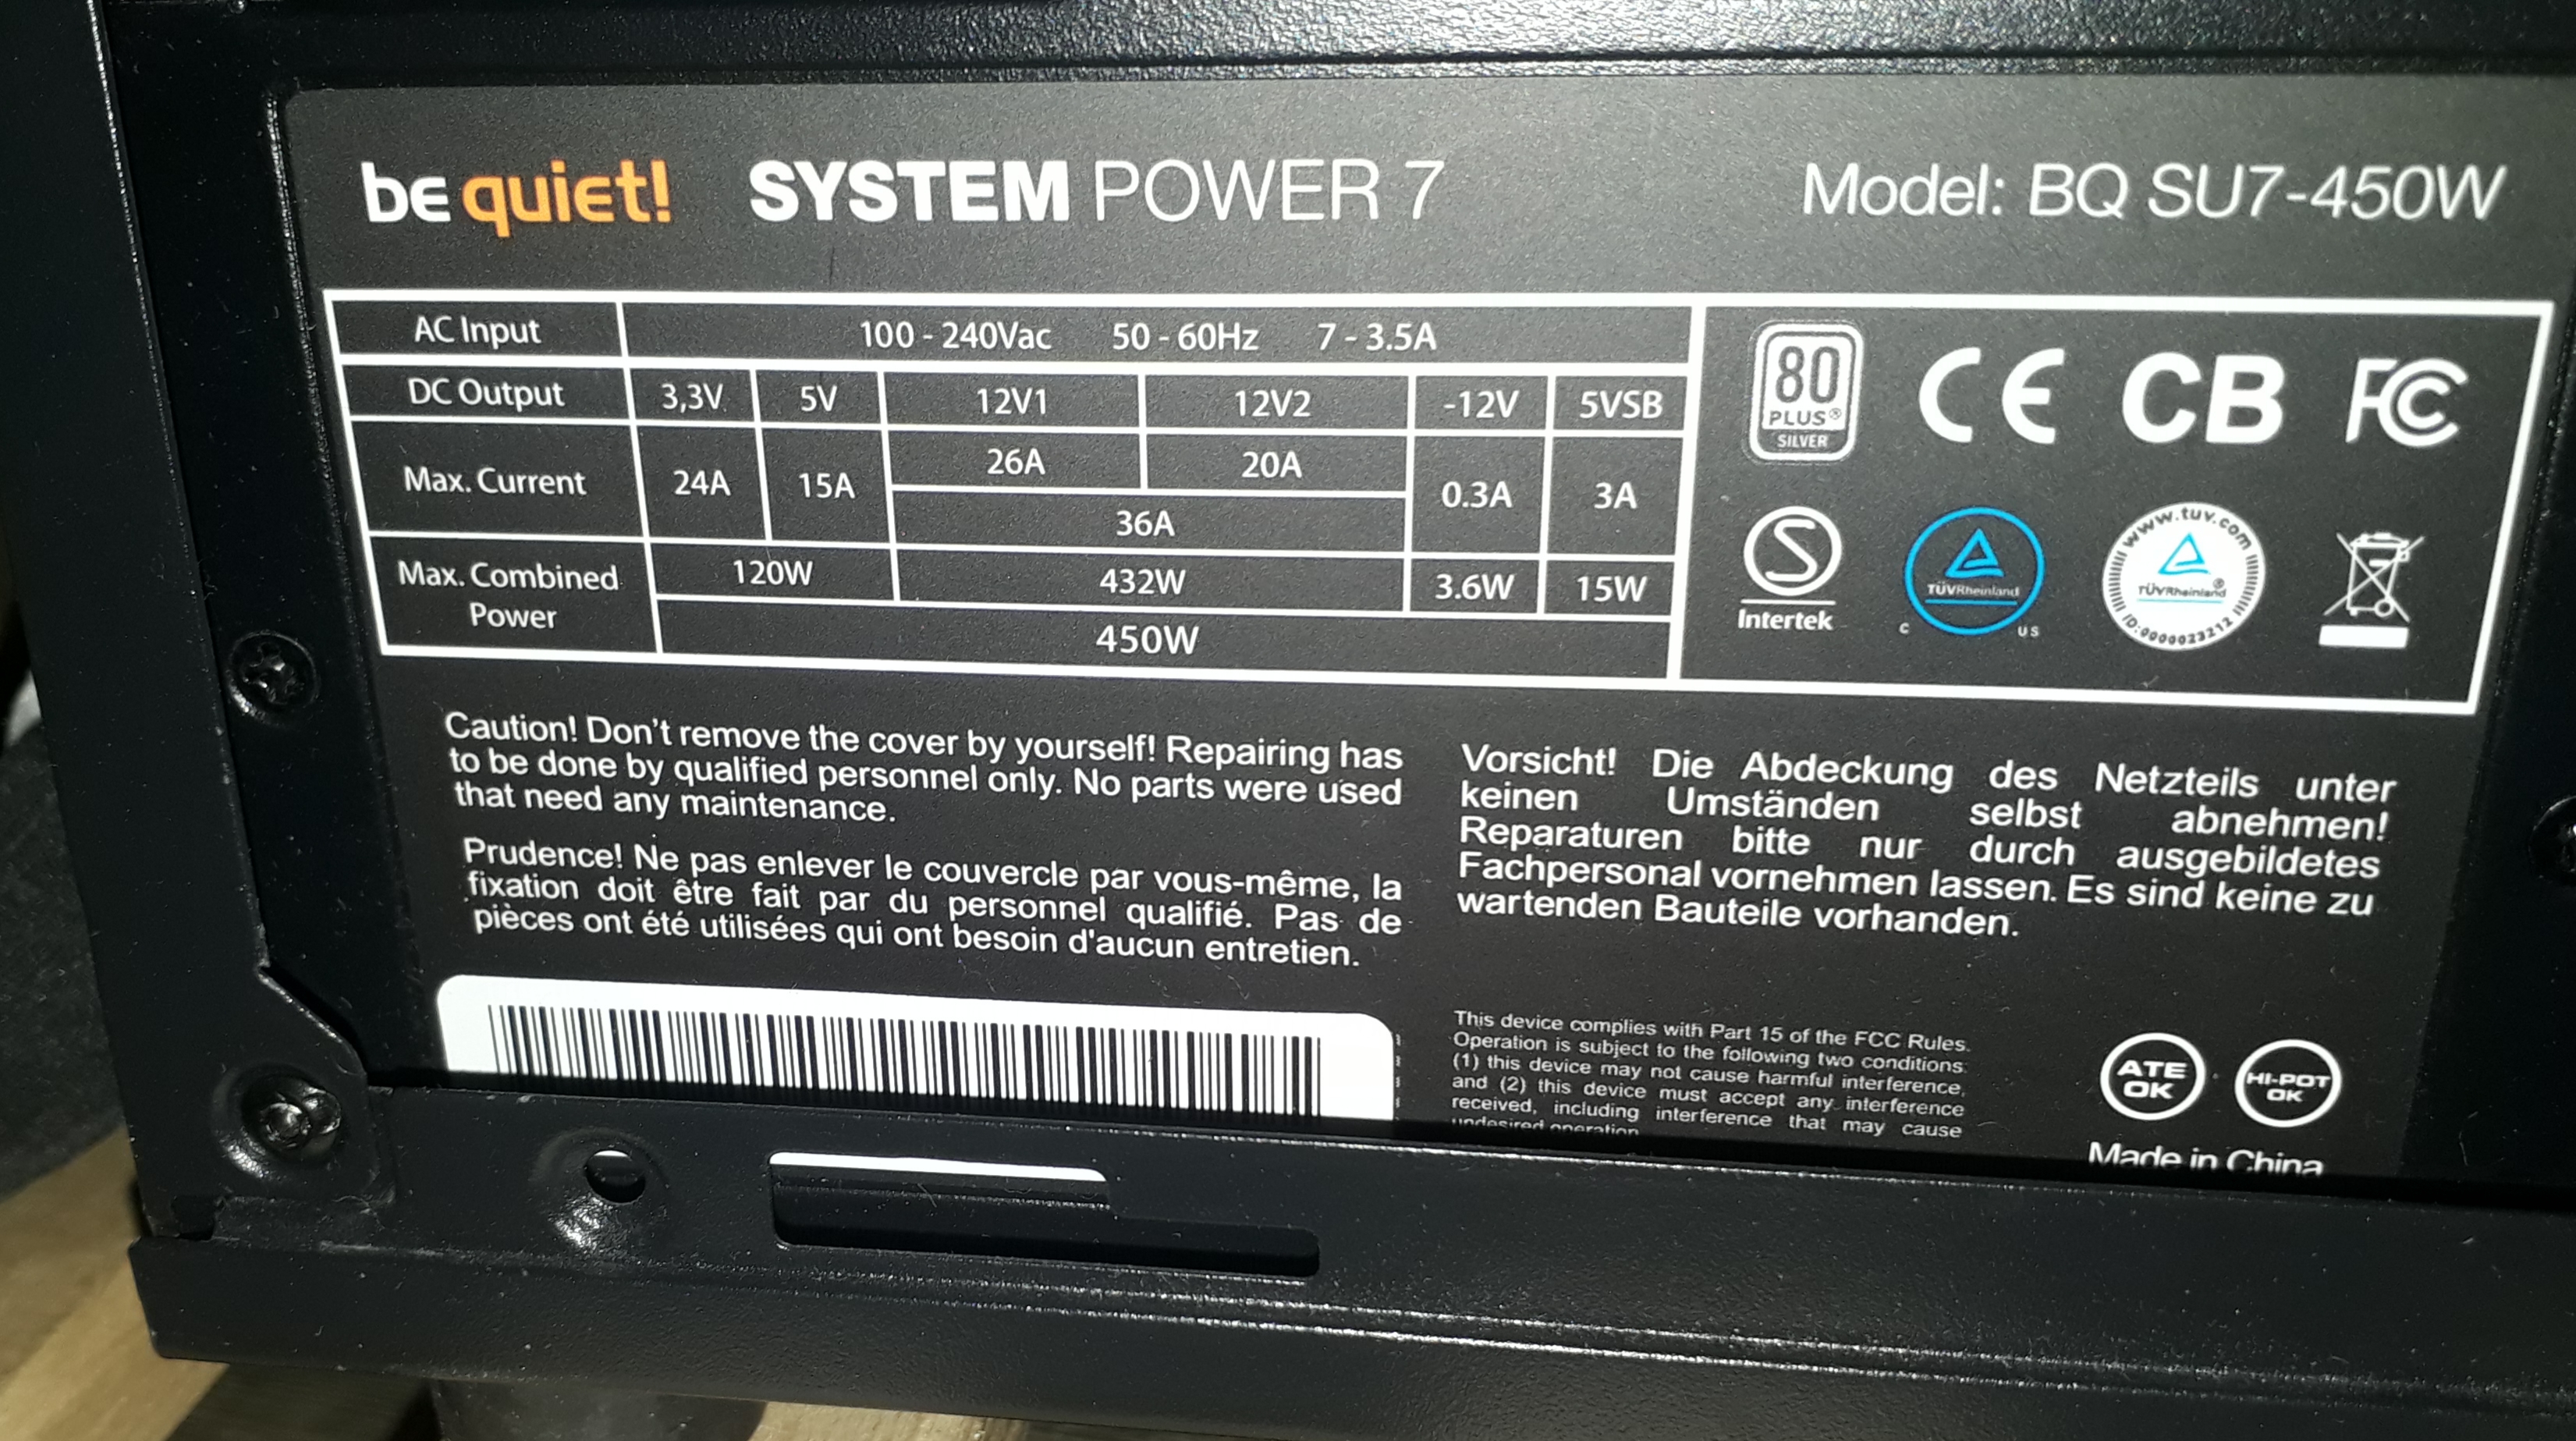 be quiet! SYSTEM POWER 7 Model: BQ SU7-450W
AC Input 100 - 240Vac 50 - 60Hz 7 - 3.5A
DC Output 3,3V 5V 12V1 12V2 -12V 5VSB
Max. Current 24A 15A 26A 20A 0.3A 3A
36A
Max. Combined Power 120W 432W 3.6W 15W
450W
80
PLUS®
SILVER
CE
CB
FC
S
Intertek
TÜVRheinland
C US
www.tuv.com
TÜVRheinland®
ID:0000023212
Caution! Don't remove the cover by yourself! Repairing has
to be done by qualified personnel only. No parts were used
that need any maintenance.
Prudence! Ne pas enlever le couvercle par vous-même, la
fixation doit être fait par du personnel qualifié. Pas de
pièces ont été utilisées qui ont besoin d'aucun entretien.
Vorsicht! Die Abdeckung des Netzteils unter
keinen Umständen selbst abnehmen!
Reparaturen bitte nur durch ausgebildetes
Fachpersonal vornehmen lassen. Es sind keine zu
wartenden Bauteile vorhanden.
This device complies with Part 15 of the FCC Rules.
Operation is subject to the following two conditions:
(1) this device may not cause harmful interference,
and (2) this device must accept any interference
received, including interference that may cause
undesired operation
ATE
OK
HI-POT
OK
Made in China